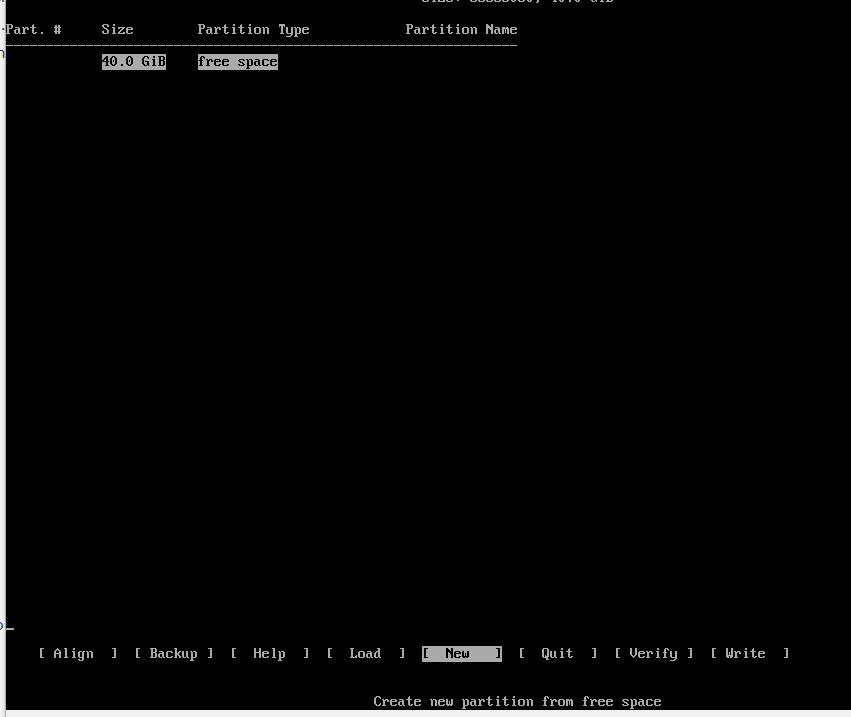 Part. # Size Partition Type Partition Name
40.0 GiB free space
[ Align ] [ Backup ] [ Help ] [ Load ] [ New ] [ Quit ] [ Verify ] [ Write ]
Create new partition from free space